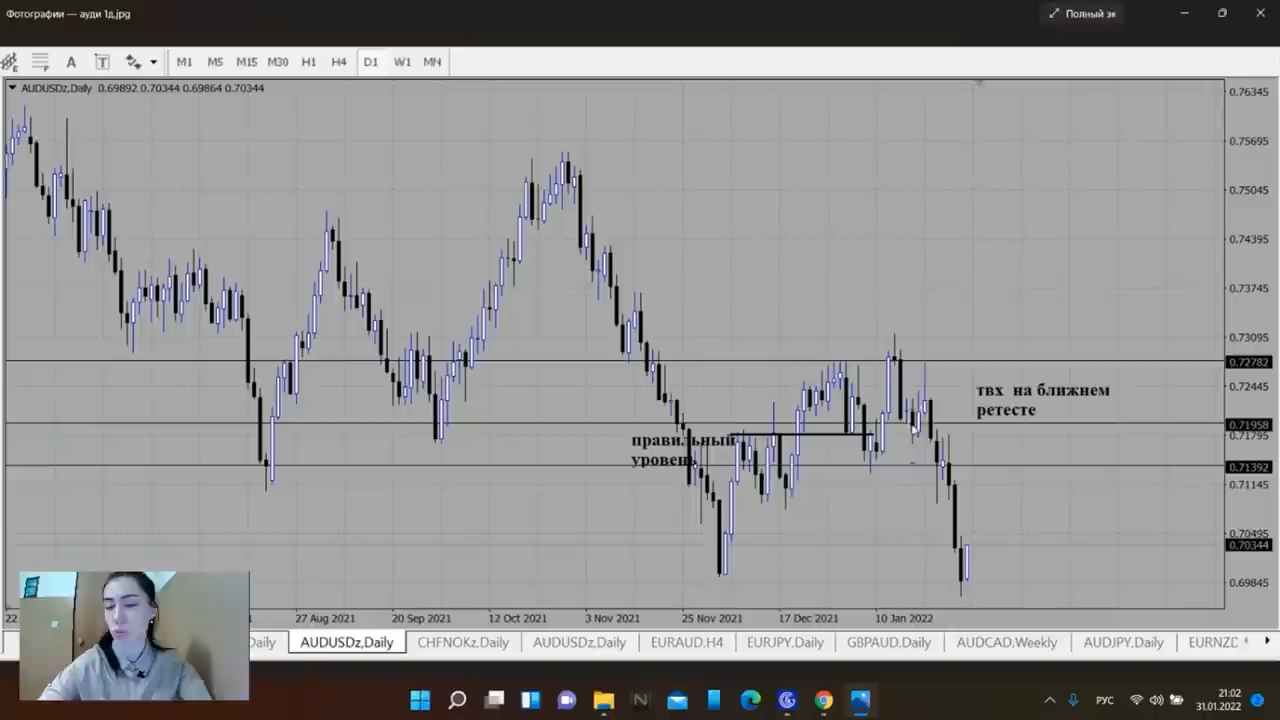 Фотографии — ауди 1д.jpg
Полный эк
A T M1 M5 M15 M30 H1 H4 D1 W1 MN
AUDUSDz,Daily 0.69892 0.70344 0.69864 0.70344
0.76345
0.75695
0.75045
0.74395
0.73745
0.73095
0.72782
0.72445
0.71958
0.71795
0.71392
0.71145
0.70495
0.70344
0.69845
твх на ближнем
ретесте
правильный
уровень
22
27 Aug 2021 20 Sep 2021 12 Oct 2021 3 Nov 2021 25 Nov 2021 17 Dec 2021 10 Jan 2022
Daily AUDUSDz,Daily CHFNOKz,Daily AUDUSDz,Daily EURAUD,H4 EURJPY,Daily GBPAUD,Daily AUDCAD,Weekly AUDJPY,Daily EURNZD
РУС
21:02
31.01.2022